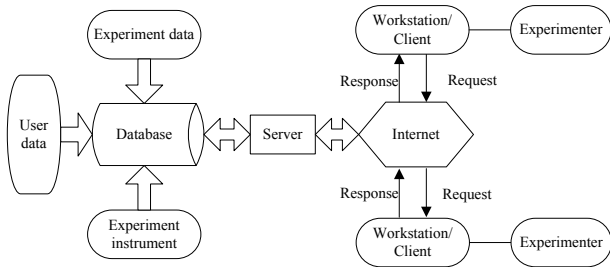 Experiment data
Workstation/
Client
Experimenter
Response
Request
User
data
Database
Server
Internet
Response
Request
Experiment
instrument
Workstation/
Client
Experimenter